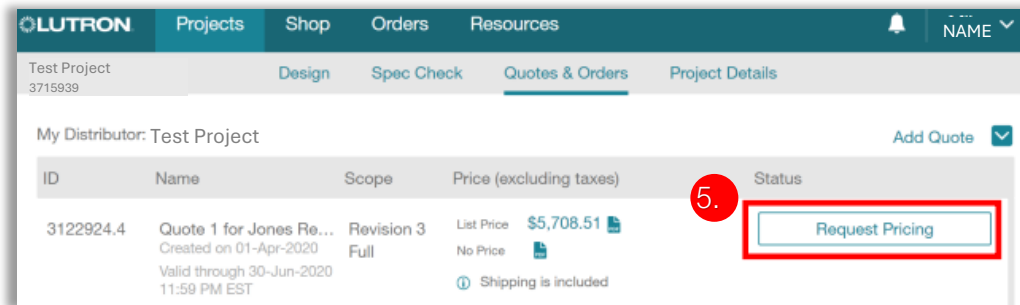 LUTRON Projects Shop Orders Resources NAME
Test Project Design Spec Check Quotes & Orders Project Details
3715939
My Distributor: Test Project Add Quote
ID Name Scope Price (excluding taxes) Status
5.
3122924.4 Quote 1 for Jones Re... Revision 3 List Price $5,708.51 Request Pricing
Created on 01-Apr-2020 Full No Price
Valid through 30-Jun-2020 Shipping is included
11:59 PM EST